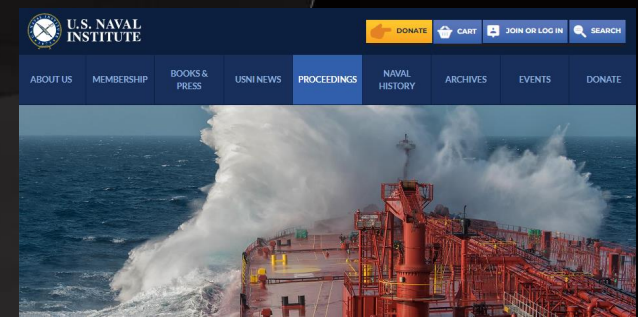 U.S. NAVAL
INSTITUTE
DONATE
CART
JOIN OR LOG IN
SEARCH
ABOUT US
MEMBERSHIP
BOOKS &
PRESS
USNI NEWS
PROCEEDINGS
NAVAL
HISTORY
ARCHIVES
EVENTS
DONATE